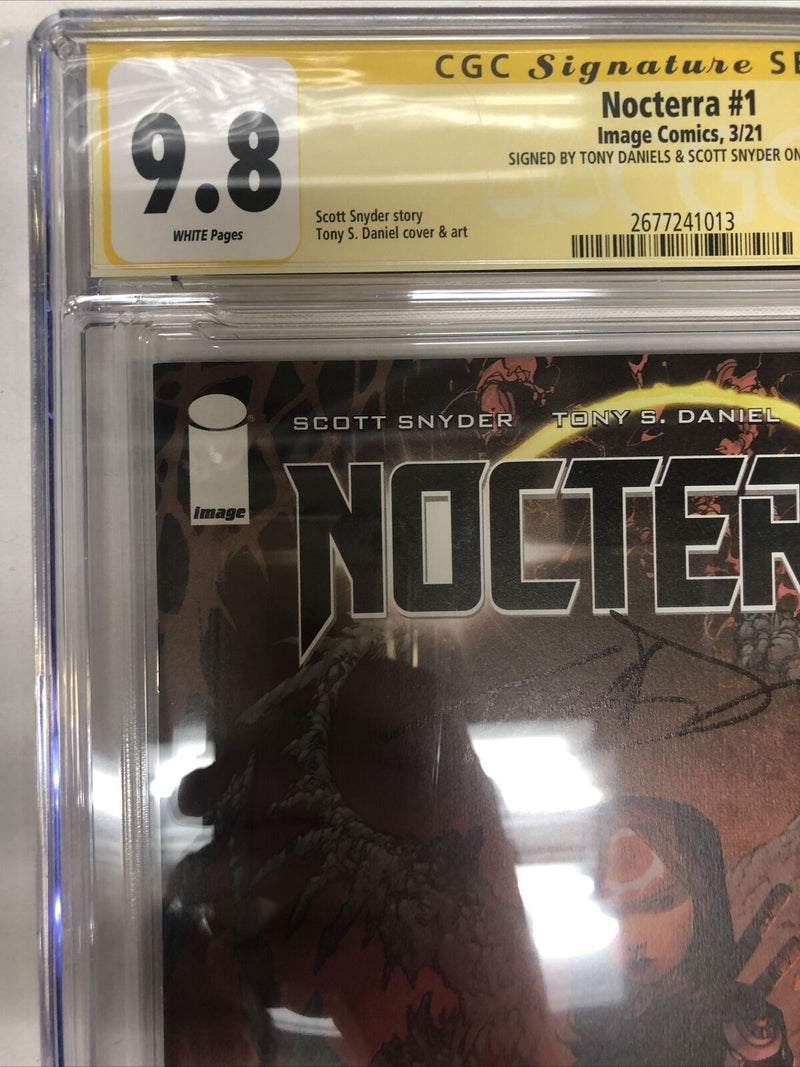 CGC Signature SE
9.8
WHITE Pages
Nocterra #1
Image Comics, 3/21
SIGNED BY TONY DANIELS & SCOTT SNYDER ON
Scott Snyder story
Tony S. Daniel cover & art
2677241013
SCOTT SNYDER TONY S. DANIEL
image
NOCTER